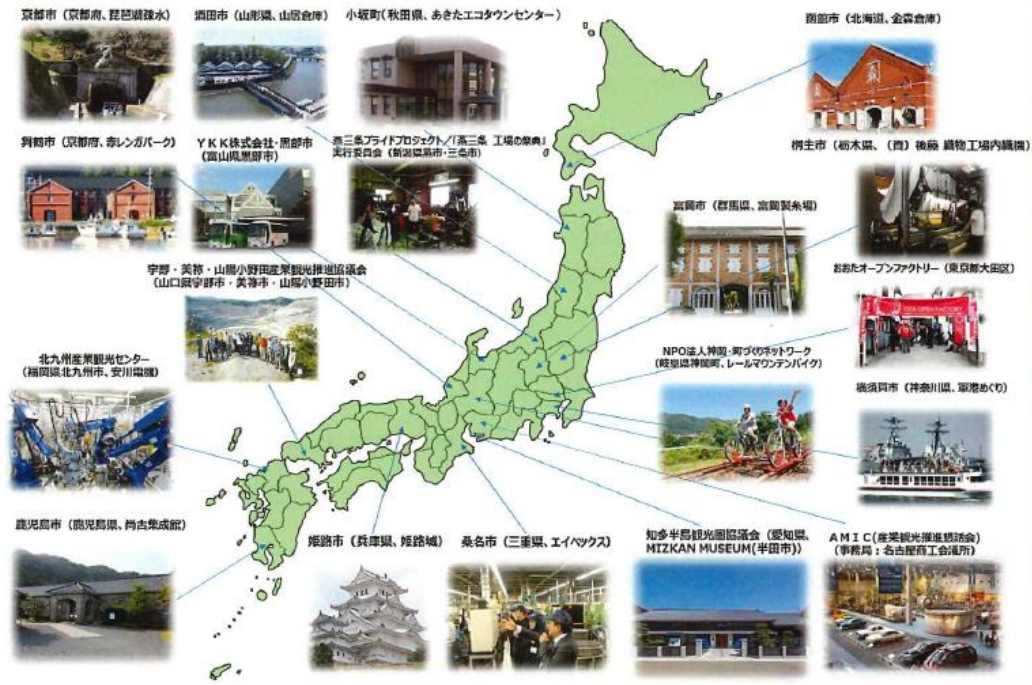 京都市（京都府、琵琶湖疎水）
酒田市（山形県、山居倉庫）
小坂町（秋田県、あきたエコタウンセンター）
函館市（北海道、金森倉庫）
舞鶴市（京都府、赤レンガパーク）
ＹＫＫ株式会社・黒部市
（富山県黒部市）
燕三条プライドプロジェクト／「燕三条 工場の祭典」
実行委員会（新潟県燕市・三条市）
桐生市（栃木県、（資）後藤 織物工場内織機）
富岡市（群馬県、富岡製糸場）
おおたオープンファクトリー（東京都大田区）
宇部・美祢・山陽小野田産業観光推進協議会
（山口県宇部市・美祢市・山陽小野田市）
北九州産業観光センター
（福岡県北九州市、安川電機）
NPO法人神岡・町づくりネットワーク
（岐阜県神岡町、レールマウンテンバイク）
横須賀市（神奈川県、軍港めぐり）
鹿児島市（鹿児島県、尚古集成館）
姫路市（兵庫県、姫路城）
桑名市（三重県、エイベックス）
知多半島観光圏協議会（愛知県、
MIZKAN MUSEUM(半田市)）
ＡＭＩＣ(産業観光推進懇話会)
（事務局：名古屋商工会議所）